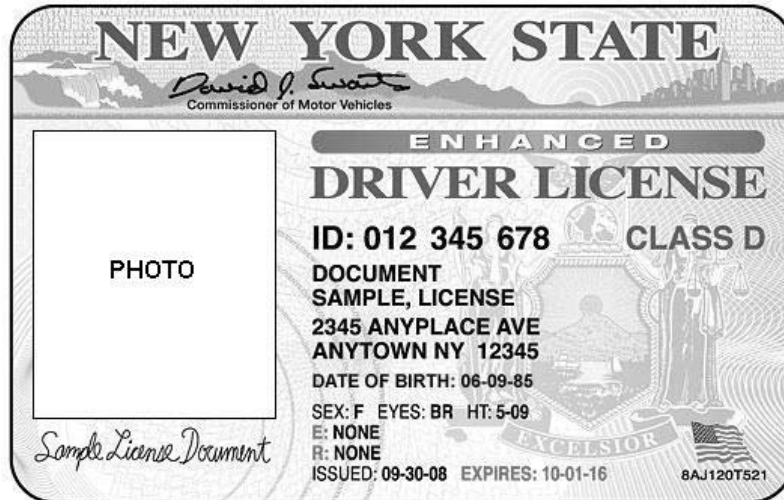 NEW YORK STATE
David J. Swarts
Commissioner of Motor Vehicles
ENHANCED
DRIVER LICENSE
PHOTO
ID: 012 345 678 CLASS D
DOCUMENT
SAMPLE, LICENSE
2345 ANYPLACE AVE
ANYTOWN NY 12345
DATE OF BIRTH: 06-09-85
SEX: F EYES: BR HT: 5-09
E: NONE
R: NONE
ISSUED: 09-30-08 EXPIRES: 10-01-16
Sample License Document
EXCELSIOR
8AJ120T521